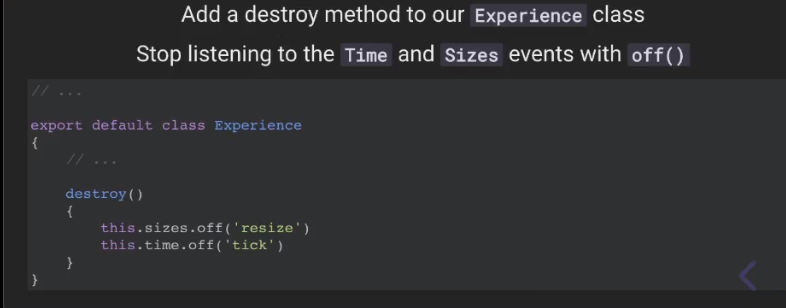 Add a destroy method to our Experience class
Stop listening to the Time and Sizes events with off()
// ...
export default class Experience
{
// ...
destroy()
{
this.sizes.off('resize')
this.time.off('tick')
}
}